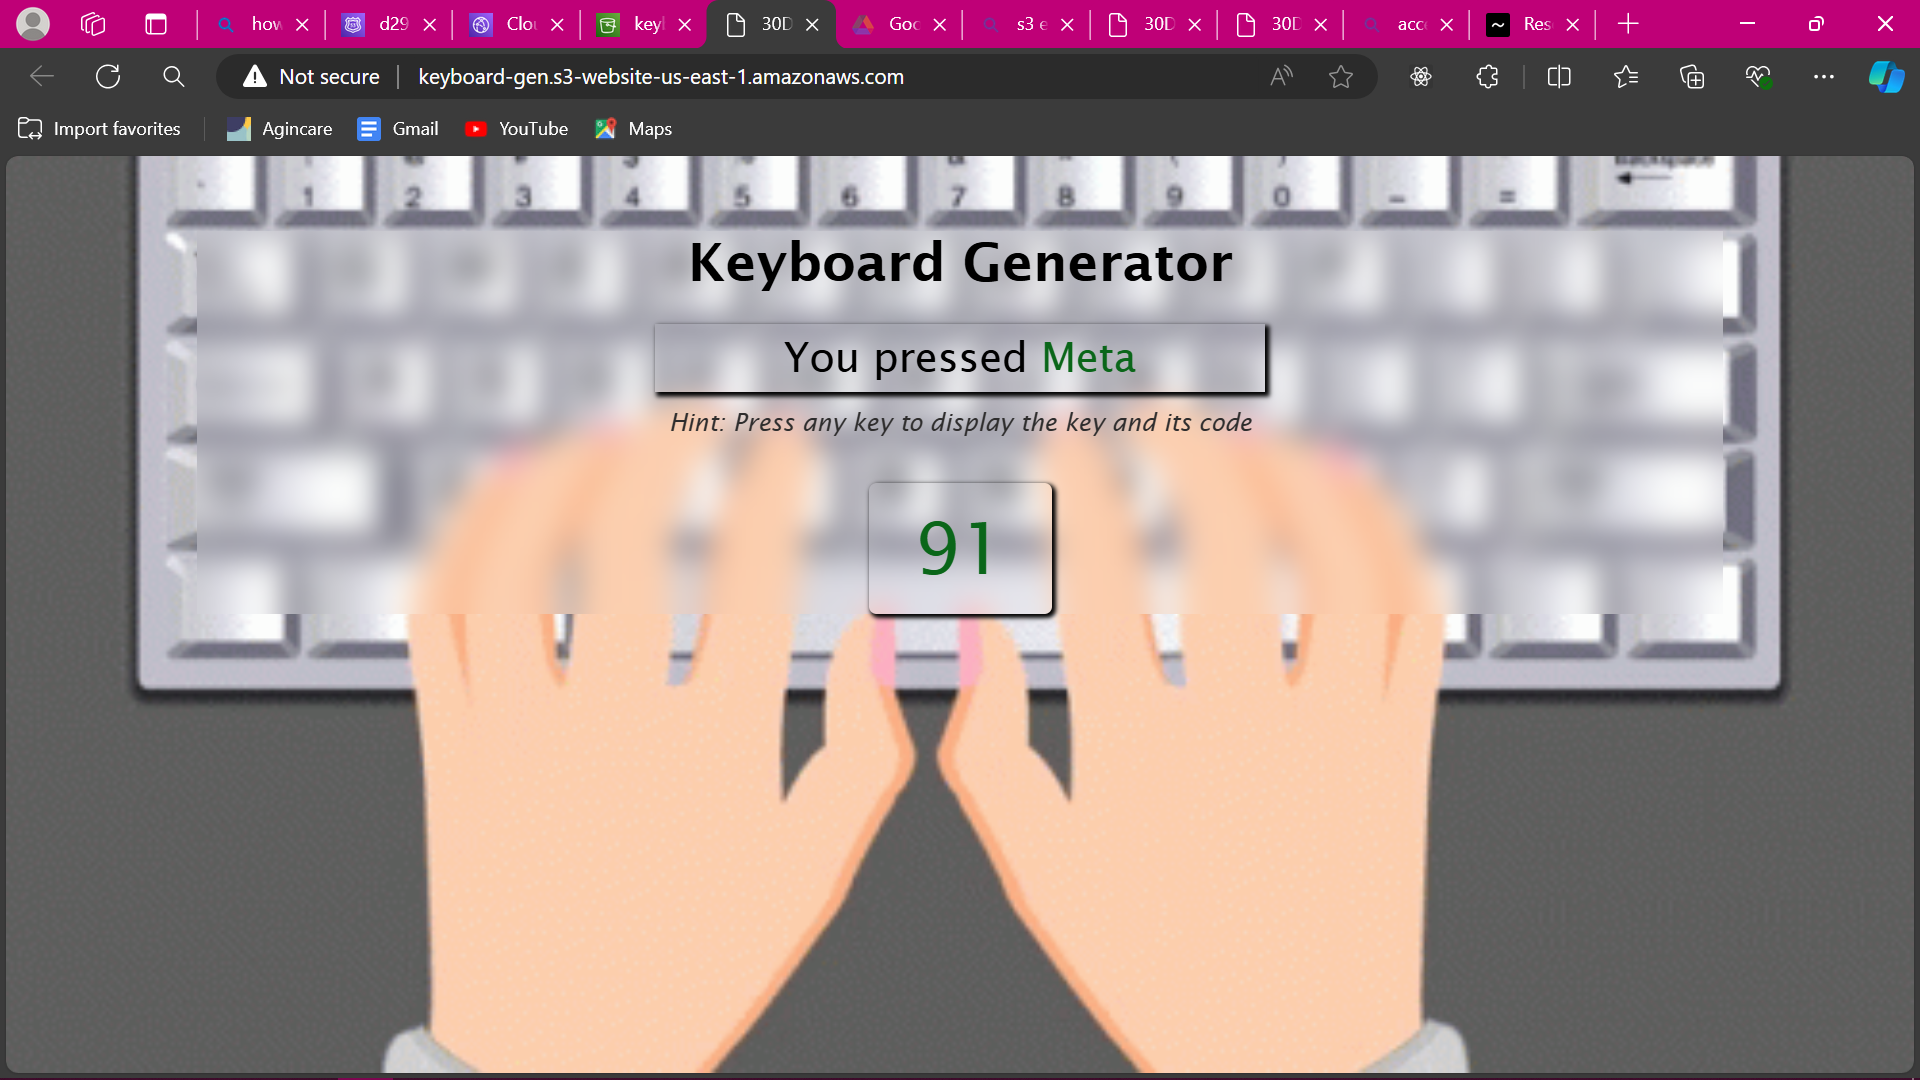 how
d29
Clou
keyl
30D
Goo
s3 e
30D
30D
acce
Res
Not secure
keyboard-gen.s3-website-us-east-1.amazonaws.com
Import favorites
Agincare
Gmail
YouTube
Maps
Backspace
1 2 3 4 5 6 7 8 9 0 - =
Keyboard Generator
You pressed Meta
Hint: Press any key to display the key and its code
91